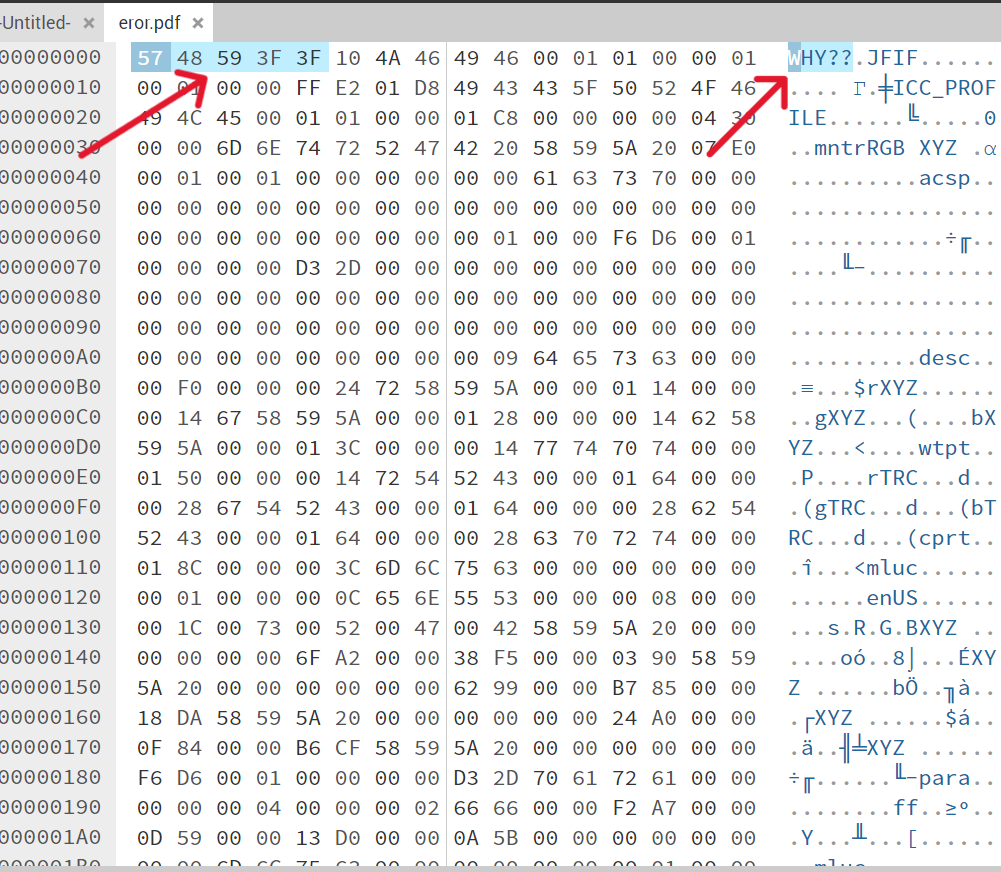 -Untitled- × eror.pdf ×
00000000 57 48 59 3F 3F 10 4A 46 49 46 00 01 01 00 00 01 WHY??.JFIF......
00000010 00 01 00 00 FF E2 01 D8 49 43 43 5F 50 52 4F 46 .... Γ.╪ICC_PROF
00000020 49 4C 45 00 01 01 00 00 01 C8 00 00 00 00 04 30 ILE......╚.....0
00000030 00 00 6D 6E 74 72 52 47 42 20 58 59 5A 20 07 E0 ..mntrRGB XYZ .α
00000040 00 01 00 01 00 00 00 00 00 00 61 63 73 70 00 00 ..........acsp..
00000050 00 00 00 00 00 00 00 00 00 00 00 00 00 00 00 00 ................
00000060 00 00 00 00 00 00 00 00 00 01 00 00 F6 D6 00 01 ............÷╓..
00000070 00 00 00 00 D3 2D 00 00 00 00 00 00 00 00 00 00 ....╙-..........
00000080 00 00 00 00 00 00 00 00 00 00 00 00 00 00 00 00 ................
00000090 00 00 00 00 00 00 00 00 00 00 00 00 00 00 00 00 ................
000000A0 00 00 00 00 00 00 00 00 00 09 64 65 73 63 00 00 ..........desc..
000000B0 00 F0 00 00 00 24 72 58 59 5A 00 00 01 14 00 00 .≡...$rXYZ......
000000C0 00 14 67 58 59 5A 00 00 01 28 00 00 00 14 62 58 ..gXYZ...(....bX
000000D0 59 5A 00 00 01 3C 00 00 00 14 77 74 70 74 00 00 YZ...<....wtpt..
000000E0 01 50 00 00 00 14 72 54 52 43 00 00 01 64 00 00 .P....rTRC...d..
000000F0 00 28 67 54 52 43 00 00 01 64 00 00 00 28 62 54 .(gTRC...d...(bT
00000100 52 43 00 00 01 64 00 00 00 28 63 70 72 74 00 00 RC...d...(cprt..
00000110 01 8C 00 00 00 3C 6D 6C 75 63 00 00 00 00 00 00 .î...<mluc......
00000120 00 01 00 00 00 0C 65 6E 55 53 00 00 00 08 00 00 ......enUS......
00000130 00 1C 00 73 00 52 00 47 00 42 58 59 5A 20 00 00 ...s.R.G.BXYZ ..
00000140 00 00 00 00 6F A2 00 00 38 F5 00 00 03 90 58 59 ....oó..8⌡...ÉXY
00000150 5A 20 00 00 00 00 00 00 62 99 00 00 B7 85 00 00 Z ......bÖ..╖à..
00000160 18 DA 58 59 5A 20 00 00 00 00 00 00 24 A0 00 00 .┌XYZ ......$á..
00000170 0F 84 00 00 B6 CF 58 59 5A 20 00 00 00 00 00 00 .ä..╢╧XYZ ......
00000180 F6 D6 00 01 00 00 00 00 D3 2D 70 61 72 61 00 00 ÷╓......╙-para..
00000190 00 00 00 04 00 00 00 02 66 66 00 00 F2 A7 00 00 ........ff..≥º..
000001A0 0D 59 00 00 13 D0 00 00 0A 5B 00 00 00 00 00 00 .Y...╨...[......